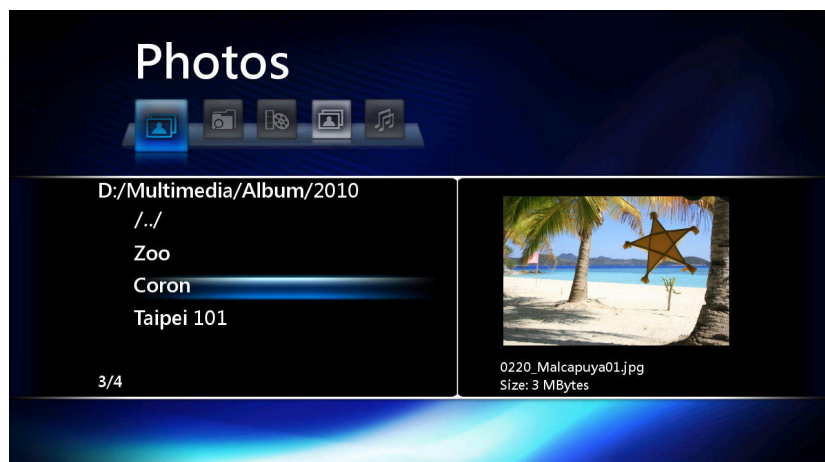 Photos
D:/Multimedia/Album/2010
/../
Zoo
Coron
Taipei 101
3/4
0220_Malcapuya01.jpg
Size: 3 MBytes